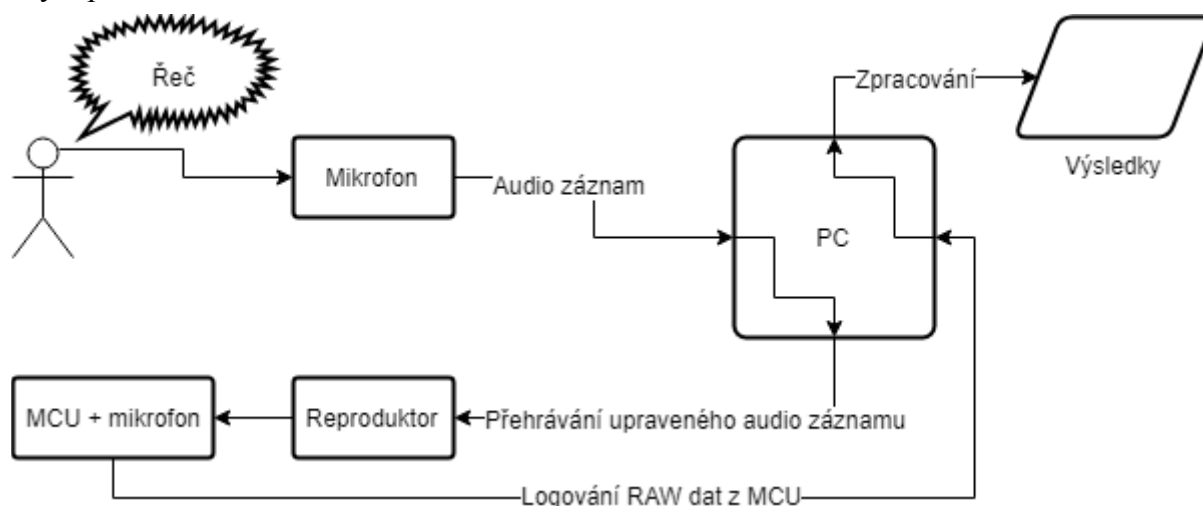 Řeč
Zpracování
Mikrofon
Audio záznam
Výsledky
PC
MCU + mikrofon
Reproduktor
Přehrávání upraveného audio záznamu
Logování RAW dat z MCU